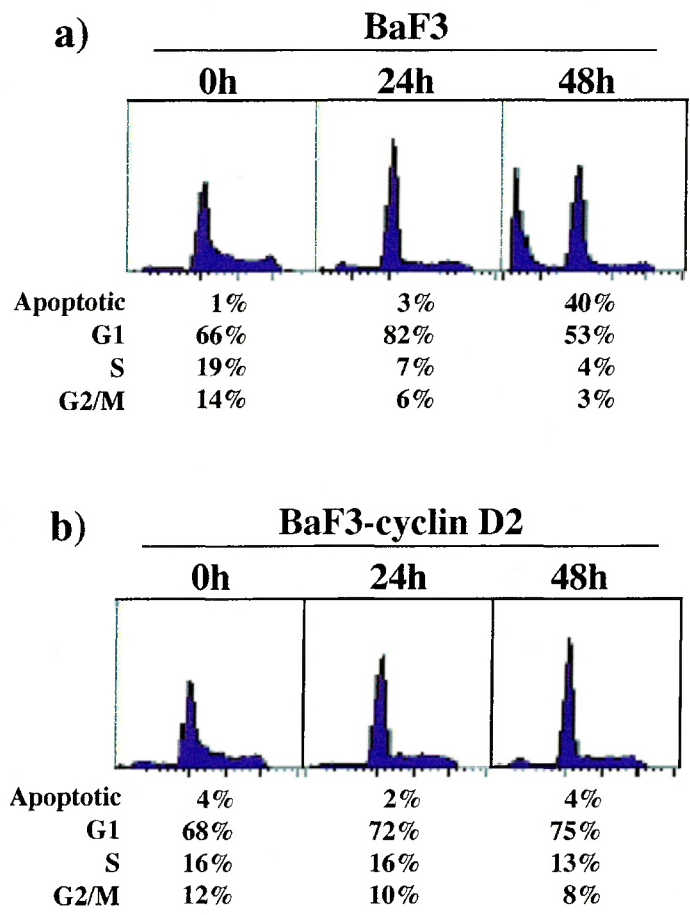 a) BaF3
0h 24h 48h
Apoptotic 1% 3% 40%
G1 66% 82% 53%
S 19% 7% 4%
G2/M 14% 6% 3%
b) BaF3-cyclin D2
0h 24h 48h
Apoptotic 4% 2% 4%
G1 68% 72% 75%
S 16% 16% 13%
G2/M 12% 10% 8%